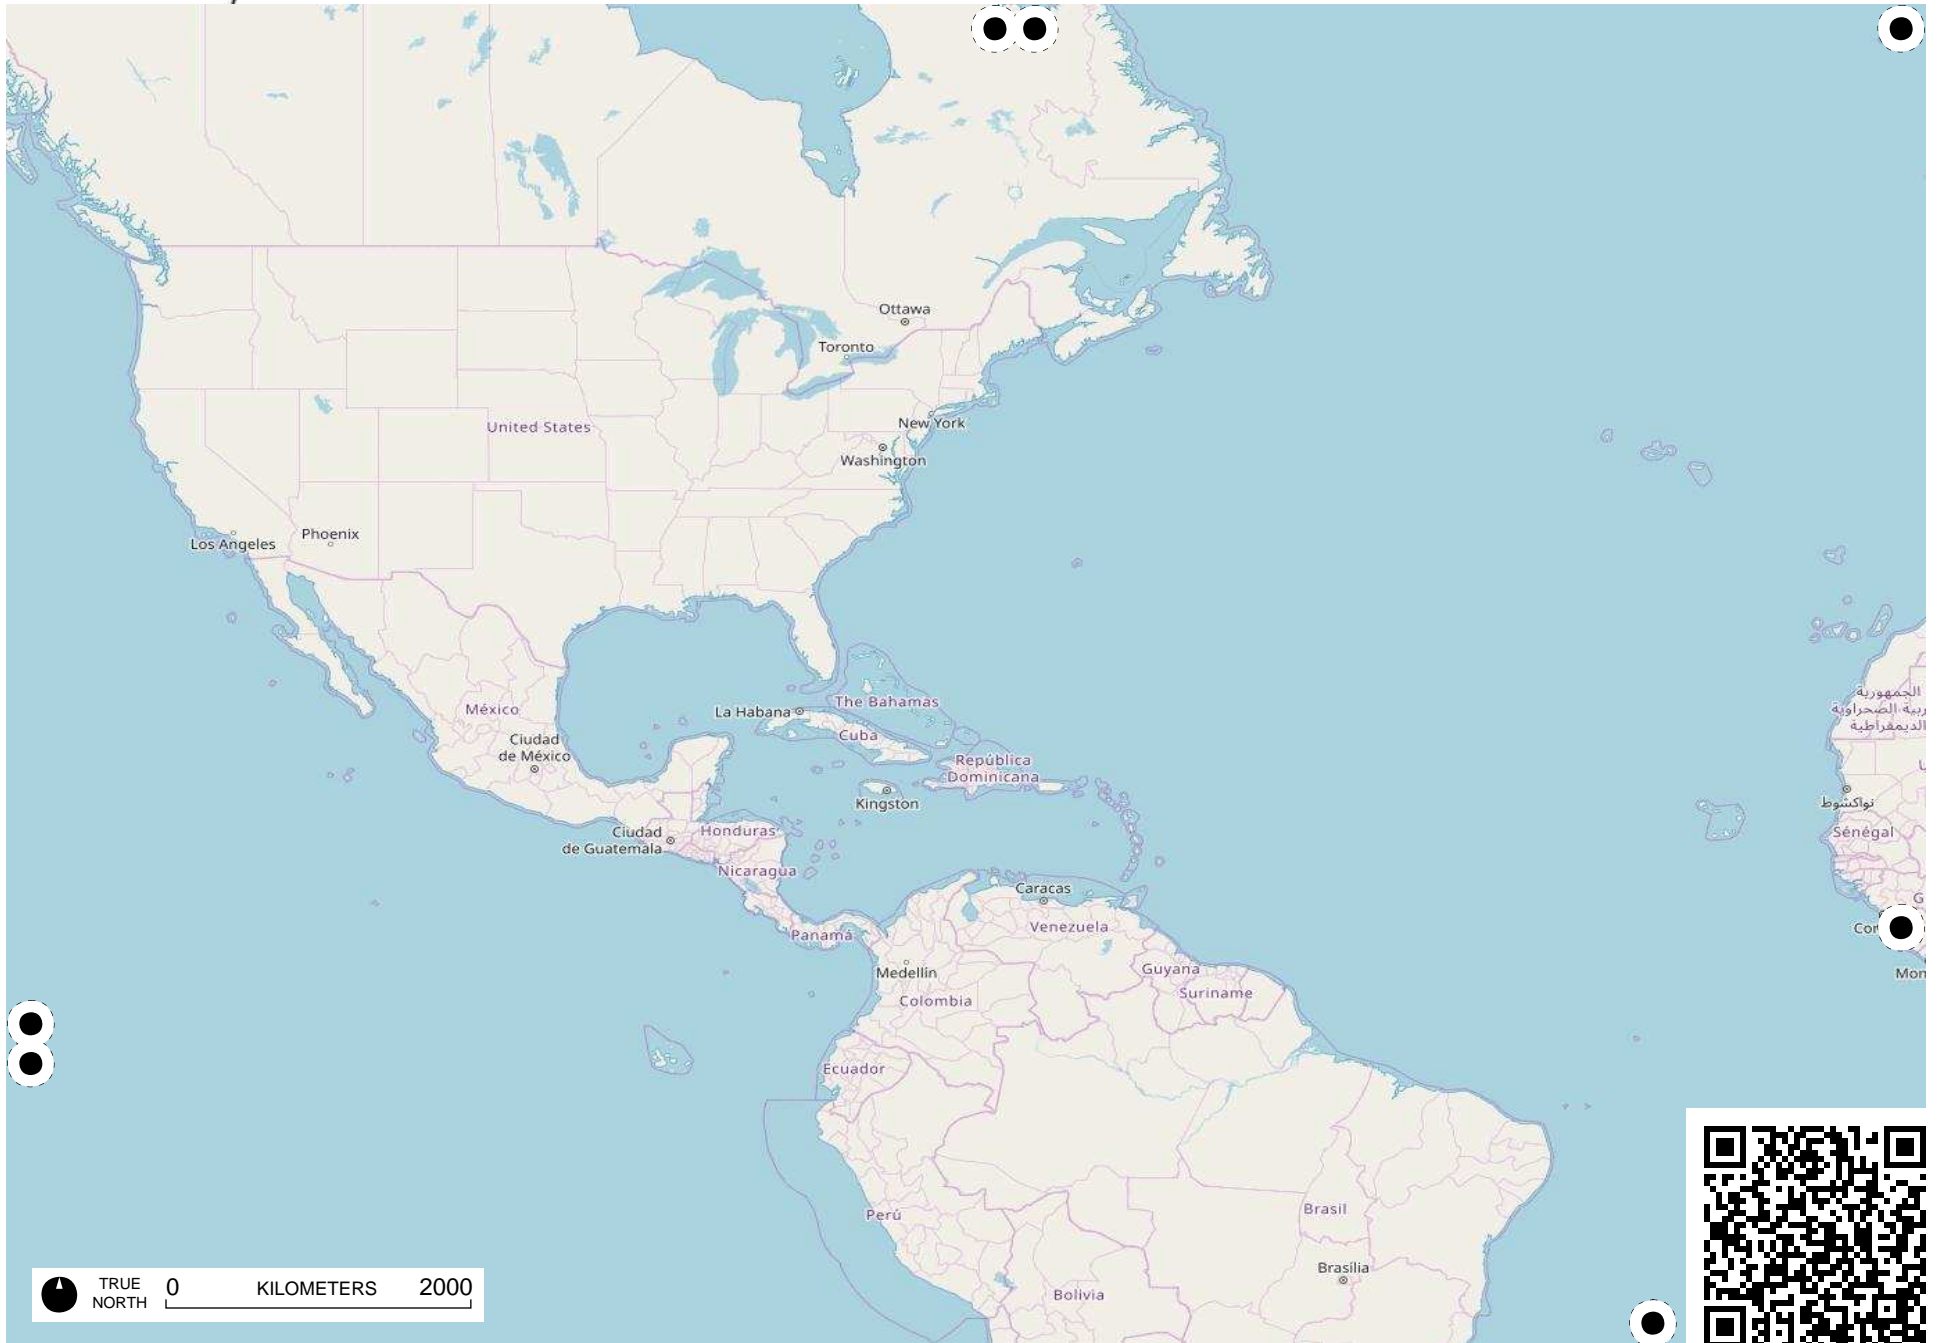 Ottawa
Toronto
New York
United States
Washington
Los Angeles
Phoenix
México
La Habana
The Bahamas
Cuba
Ciudad
de México
República
Dominicana
Kingston
الجمهورية
الديمقراطية
نواكشوط
Sénégal
Ciudad
de Guatemala
Honduras
Nicaragua
Caracas
Venezuela
Panamá
Medellín
Guyana
Colombia
Suriname
Ecuador
Perú
Brasil
Brasília
Bolivia
TRUE
NORTH
0 KILOMETERS 2000